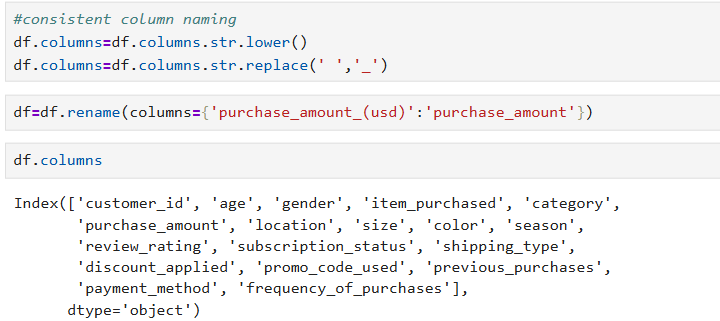 #consistent column naming
df.columns=df.columns.str.lower()
df.columns=df.columns.str.replace(' ','_')
df=df.rename(columns={'purchase_amount_(usd)':'purchase_amount'})
df.columns
Index(['customer_id', 'age', 'gender', 'item_purchased', 'category',
       'purchase_amount', 'location', 'size', 'color', 'season',
       'review_rating', 'subscription_status', 'shipping_type',
       'discount_applied', 'promo_code_used', 'previous_purchases',
       'payment_method', 'frequency_of_purchases'],
      dtype='object')